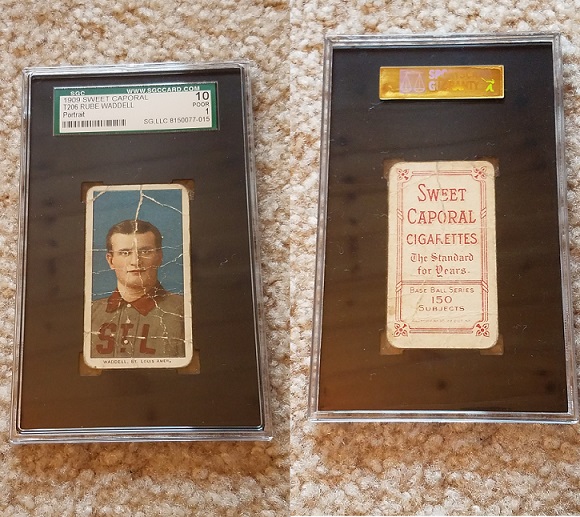 SGC WWW.SGCCARD.COM
1909 SWEET CAPORAL 10
T206 RUBE WADDELL POOR
Portrait 1
SG,LLC 8150077-015
STL
WADDELL, ST. LOUIS AMER.
SWEET
CAPORAL
CIGARETTES
The Standard
for Years.
BASE BALL SERIES
150
SUBJECTS